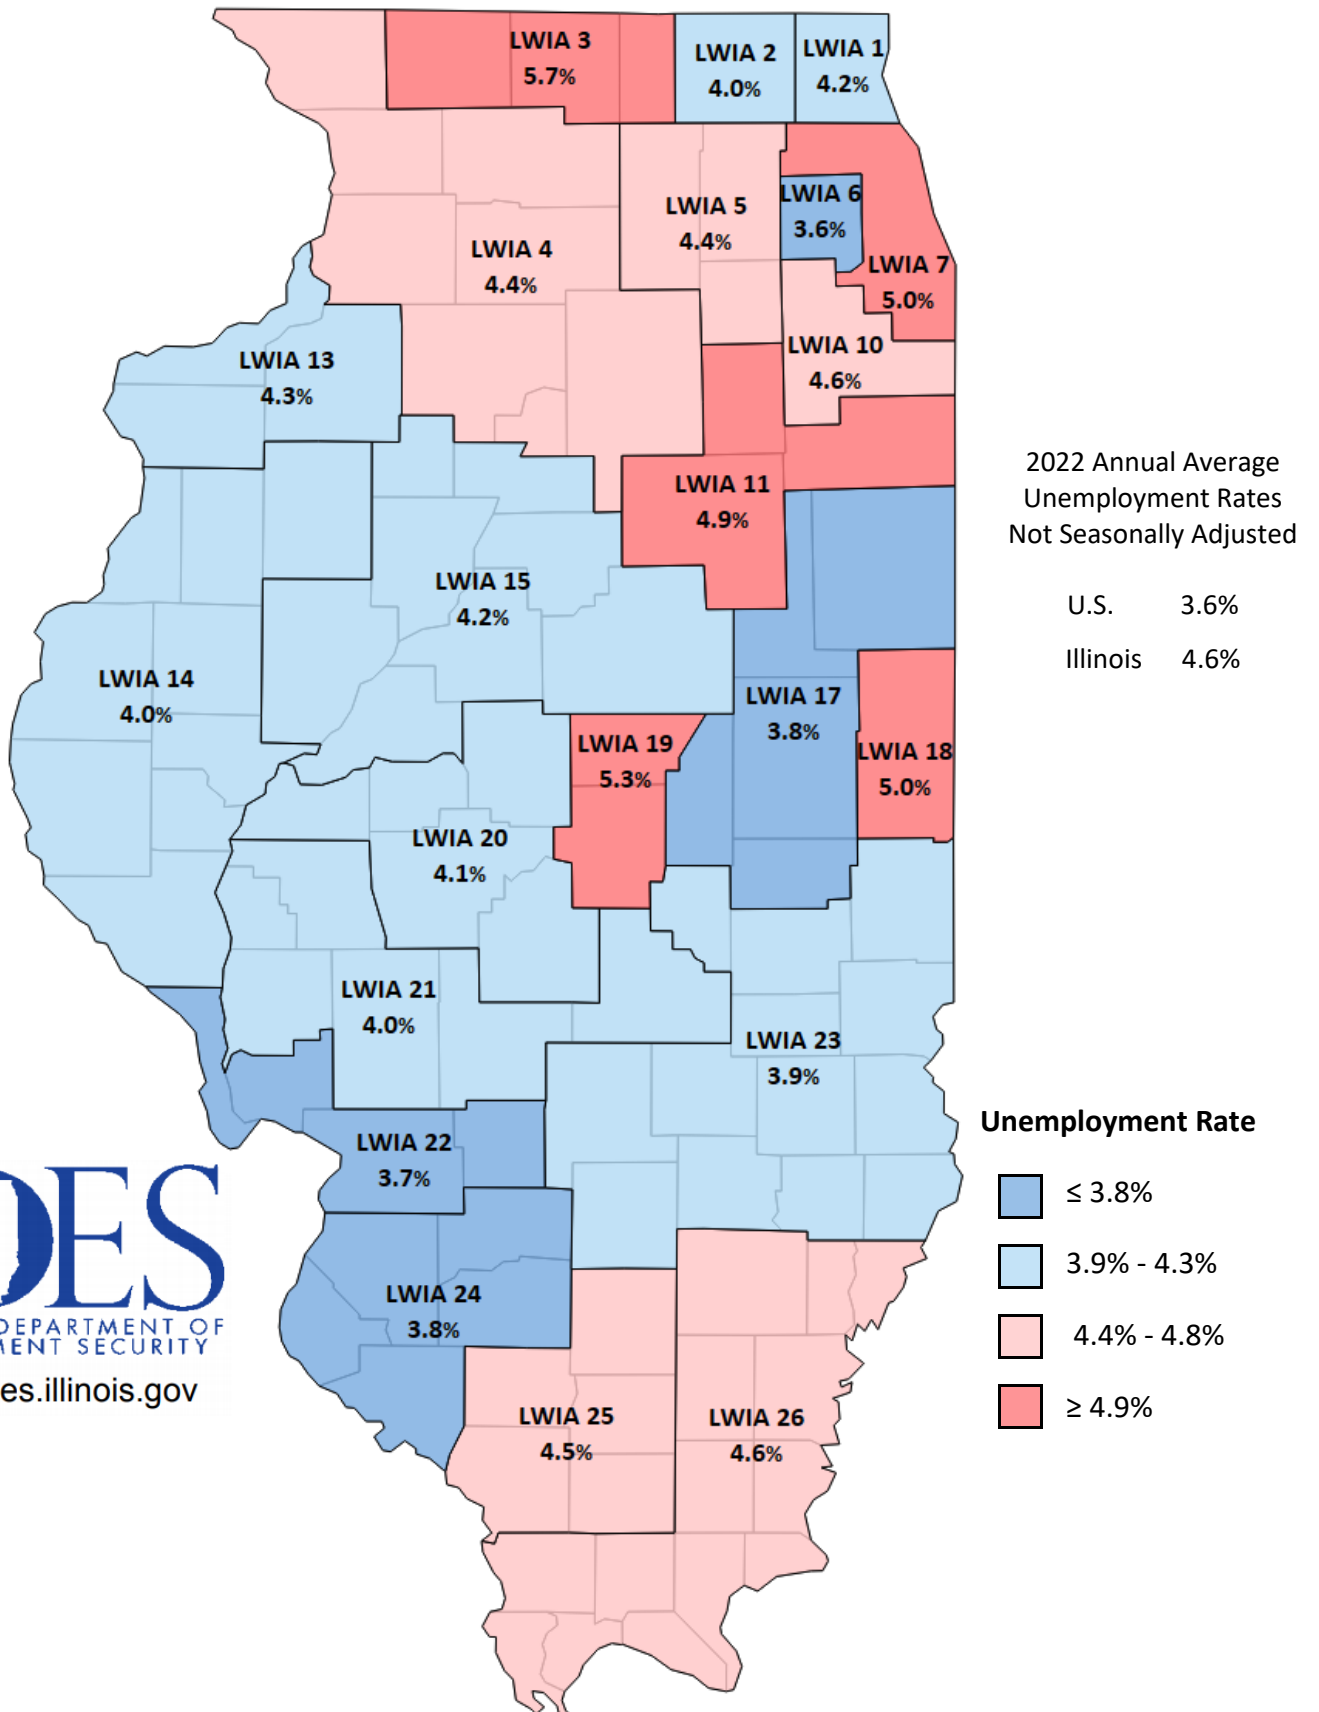 LWIA 3
5.7%
LWIA 2
4.0%
LWIA 1
4.2%
LWIA 6
3.6%
LWIA 5
4.4%
LWIA 4
4.4%
LWIA 7
5.0%
LWIA 10
4.6%
LWIA 13
4.3%
LWIA 11
4.9%
LWIA 15
4.2%
LWIA 14
4.0%
LWIA 17
3.8%
LWIA 19
5.3%
LWIA 18
5.0%
LWIA 20
4.1%
LWIA 21
4.0%
LWIA 23
3.9%
LWIA 22
3.7%
LWIA 24
3.8%
LWIA 25
4.5%
LWIA 26
4.6%
2022 Annual Average
Unemployment Rates
Not Seasonally Adjusted
U.S. 3.6%
Illinois 4.6%
Unemployment Rate
≤ 3.8%
3.9% - 4.3%
4.4% - 4.8%
≥ 4.9%
DES
DEPARTMENT OF
MENT SECURITY
es.illinois.gov